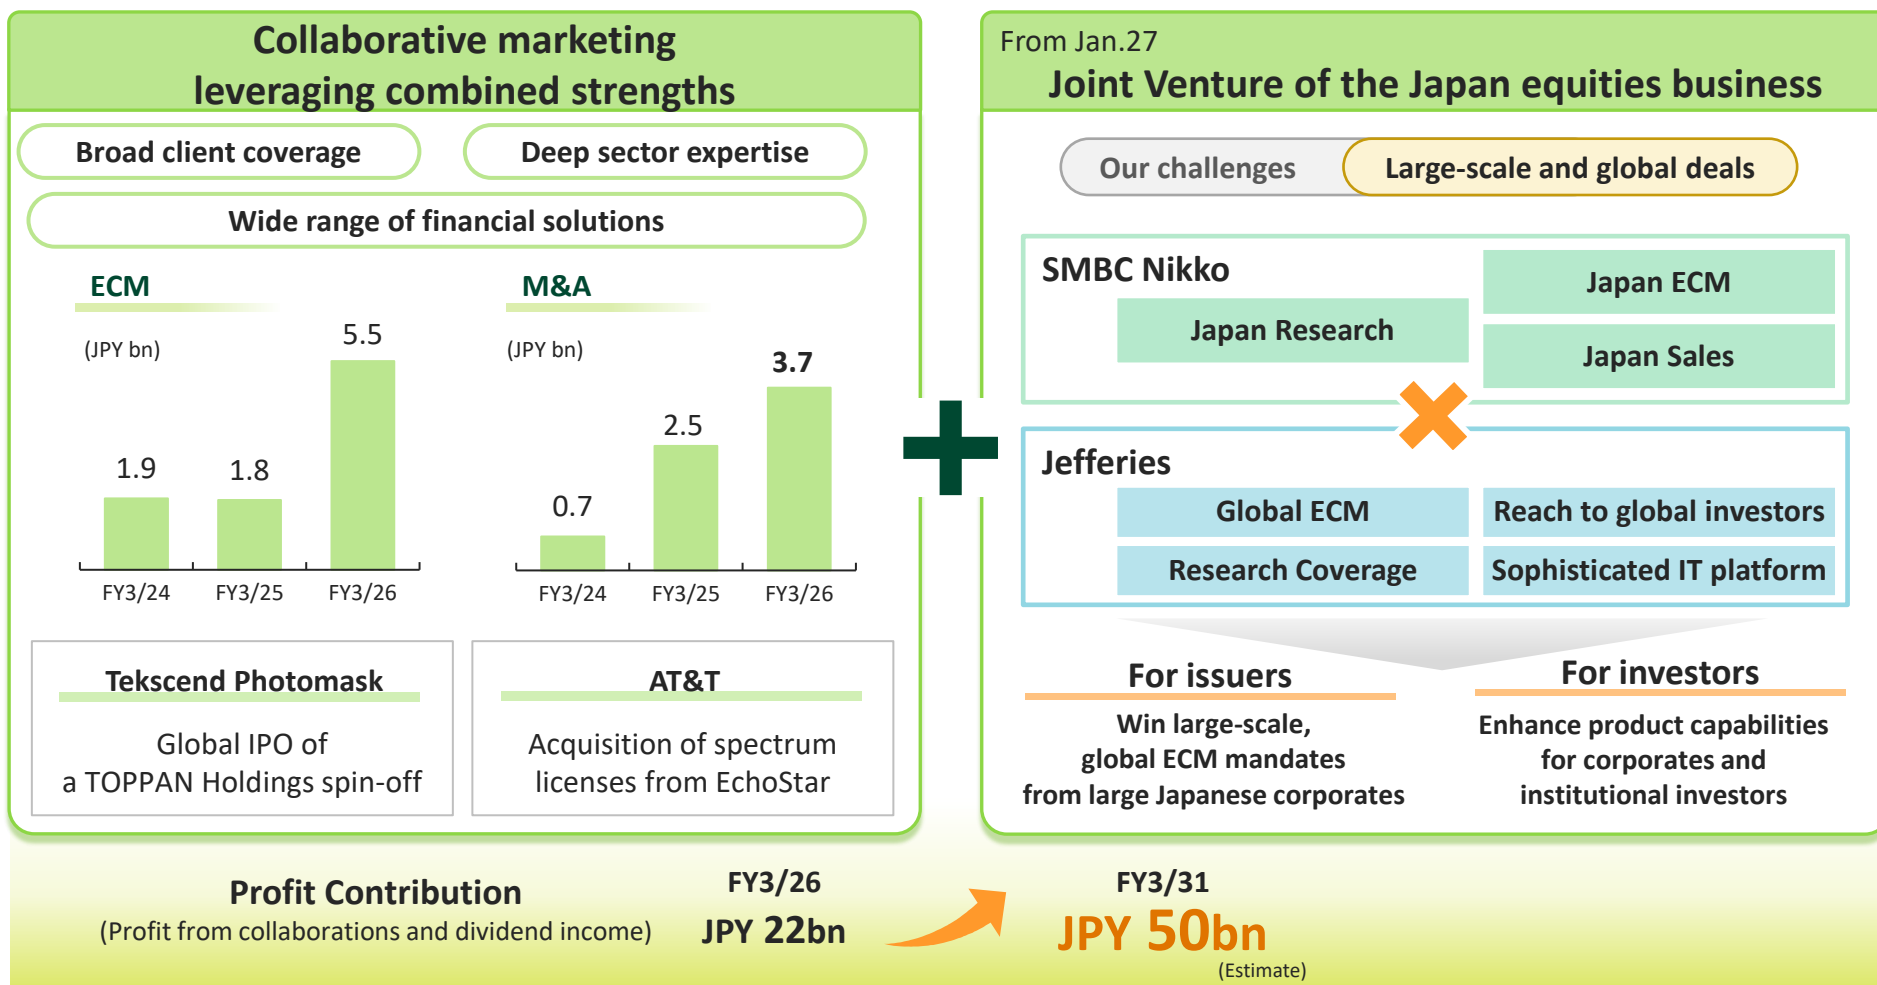 Collaborative marketing
leveraging combined strengths
Broad client coverage
Deep sector expertise
Wide range of financial solutions
ECM
(JPY bn)
1.9
1.8
5.5
FY3/24
FY3/25
FY3/26
M&A
(JPY bn)
0.7
2.5
3.7
FY3/24
FY3/25
FY3/26
Tekscend Photomask
Global IPO of
a TOPPAN Holdings spin-off
AT&T
Acquisition of spectrum
licenses from EchoStar
From Jan.27
Joint Venture of the Japan equities business
Our challenges
Large-scale and global deals
SMBC Nikko
Japan Research
Japan ECM
Japan Sales
Jefferies
Global ECM
Reach to global investors
Research Coverage
Sophisticated IT platform
For issuers
Win large-scale,
global ECM mandates
from large Japanese corporates
For investors
Enhance product capabilities
for corporates and
institutional investors
Profit Contribution
(Profit from collaborations and dividend income)
FY3/26
JPY 22bn
FY3/31
JPY 50bn
(Estimate)